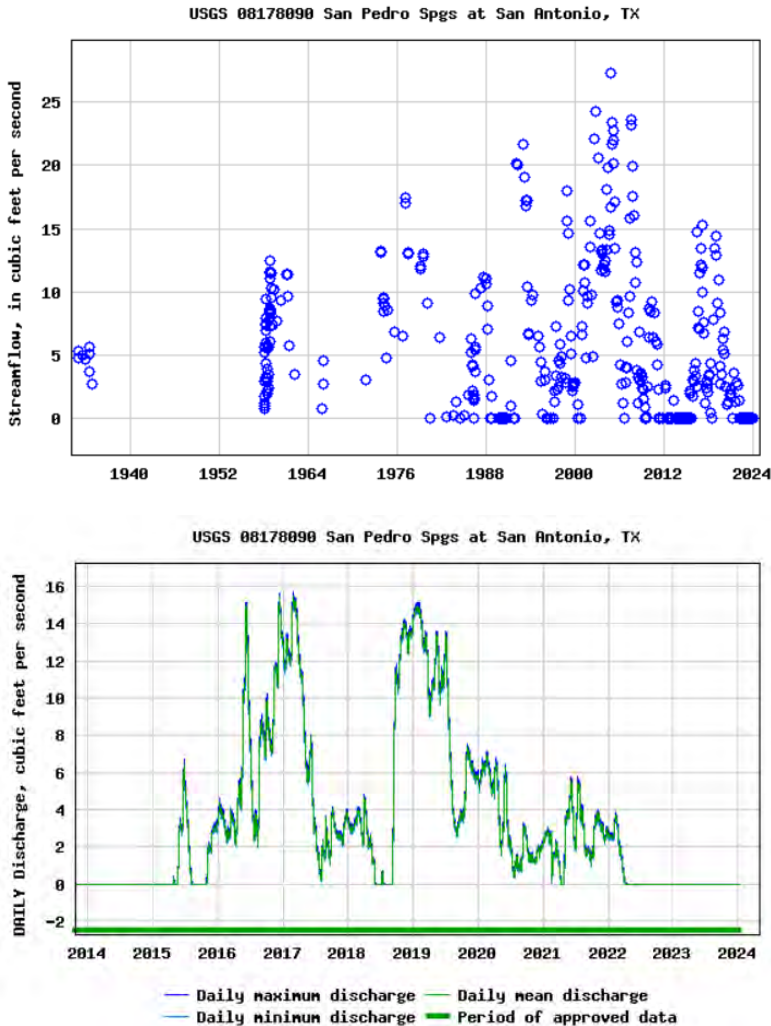 USGS 08178090 San Pedro Spgs at San Antonio, TX
Streamflow, in cubic feet per second
25
20
15
10
5
0
1940 1952 1964 1976 1988 2000 2012 2024
USGS 08178090 San Pedro Spgs at San Antonio, TX
DAILY Discharge, cubic feet per second
16
14
12
10
8
6
4
2
0
-2
2014 2015 2016 2017 2018 2019 2020 2021 2022 2023 2024
Daily maximum discharge Daily mean discharge
Daily minimum discharge Period of approved data